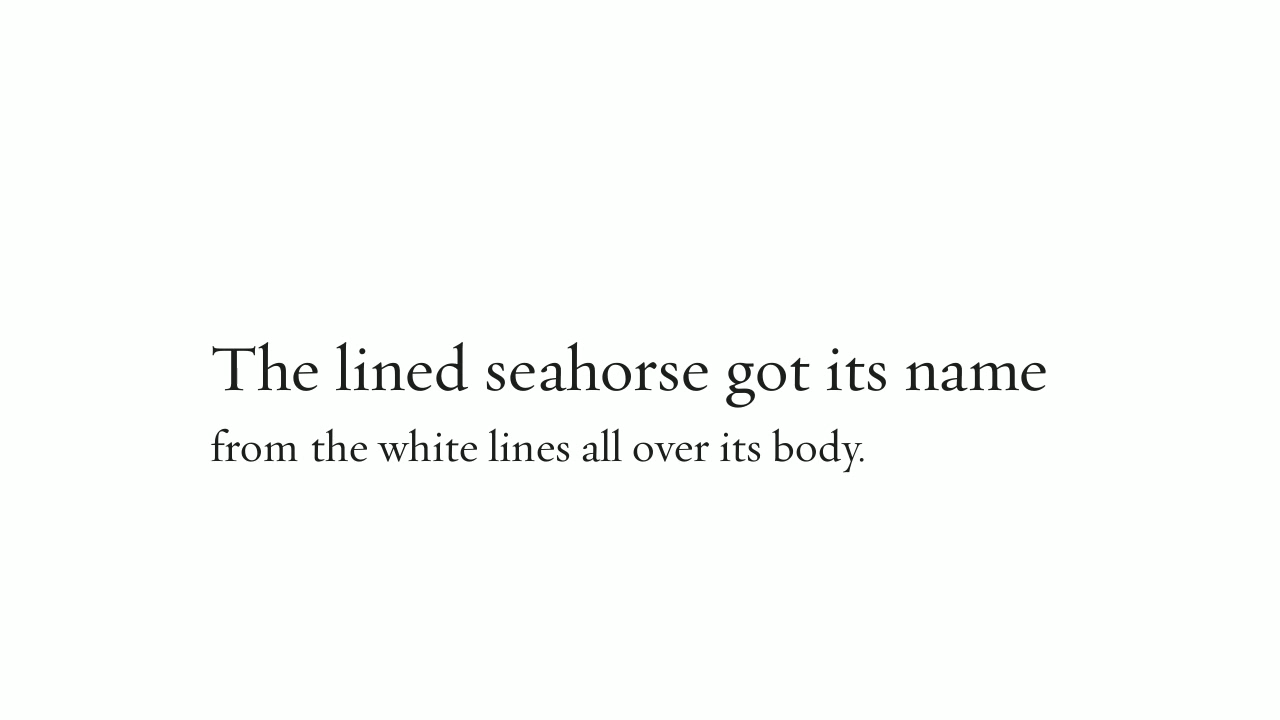 The lined seahorse got its name
from the white lines all over its body.